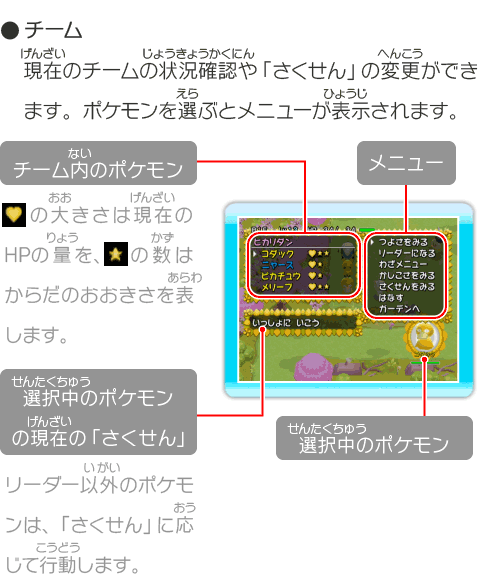 ● チーム
現在のチームの状況確認や「さくせん」の変更ができ
げんざい じょうきょうかくにん へんこう
ます。ポケモンを選ぶとメニューが表示されます。
えら ひょうじ
チーム内のポケモン
ない
メニュー
の大きさは現在の
おお げんざい
HPの量を、の数は
りょう かず
からだのおおきさを表
あらわ
します。
ヒカリダン
コダック
ニャース
ピカチュウ
メリープ
つよさをみる
リーダーになる
わざメニュー
かしこさをみる
さくせんをみる
はなす
ガーデンへ
いっしょに いこう
選択中のポケモン
せんたくちゅう
の現在の「さくせん」
げんざい
選択中のポケモン
せんたくちゅう
リーダー以外のポケモ
いがい
ンは、「さくせん」に応
おう
じて行動します。
こうどう